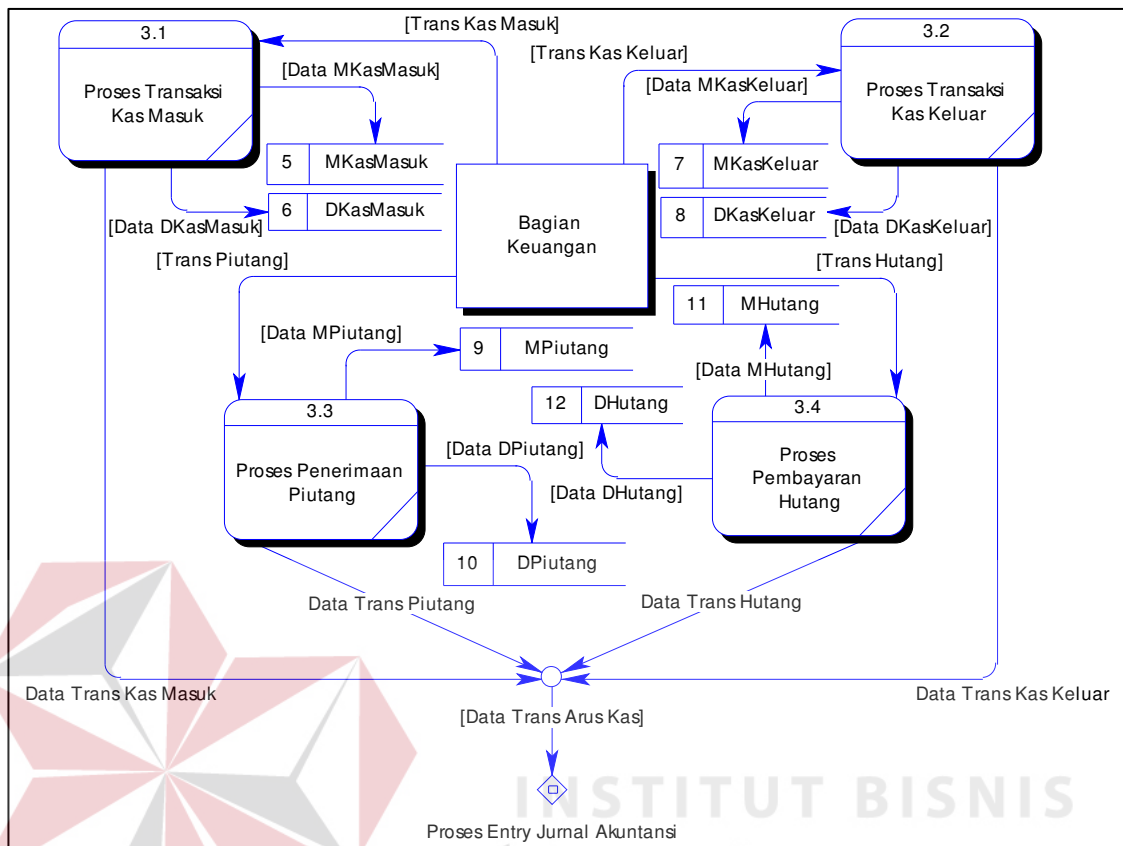 [Trans Kas Masuk]
3.1
Proses Transaksi
Kas Masuk
[Data MKasMasuk]
5 MKasMasuk
6 DKasMasuk
[Data DKasMasuk]
[Trans Kas Keluar]
3.2
Proses Transaksi
Kas Keluar
[Data MKasKeluar]
7 MKasKeluar
8 DKasKeluar
[Data DKasKeluar]
Bagian
Keuangan
[Trans Piutang]
[Trans Hutang]
[Data MPiutang]
9 MPiutang
11 MHutang
[Data MHutang]
12 DHutang
[Data DHutang]
3.3
Proses Penerimaan
Piutang
[Data DPiutang]
10 DPiutang
3.4
Proses
Pembayaran
Hutang
Data Trans Piutang
Data Trans Hutang
Data Trans Kas Masuk
Data Trans Kas Keluar
[Data Trans Arus Kas]
INSTITUT BISNIS
Proses Entry Jurnal Akuntansi